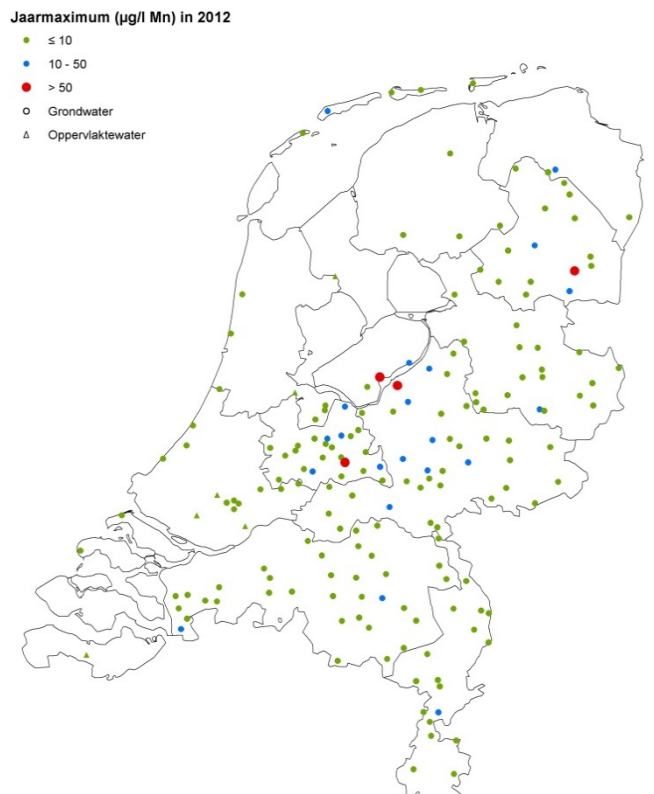 Jaarmaximum (µg/l Mn) in 2012
≤ 10
10 - 50
> 50
Grondwater
Oppervlaktewater